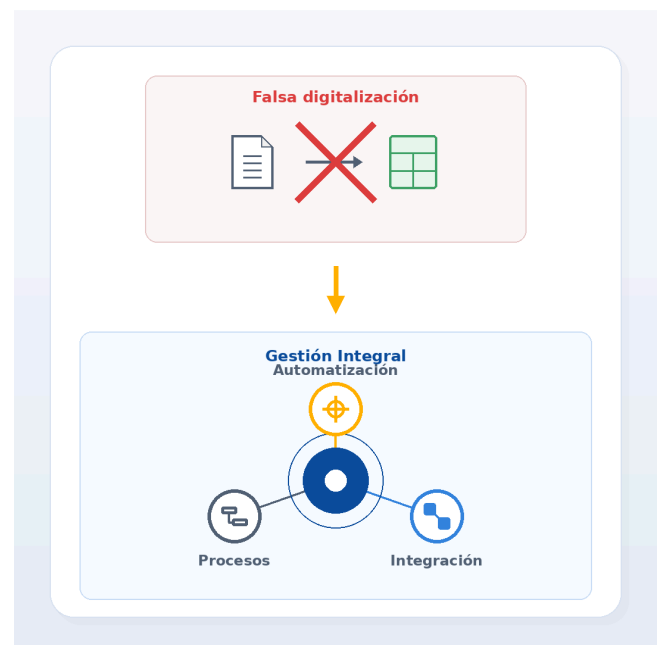 Falsa digitalización
Gestión Integral
Automatización
Procesos
Integración